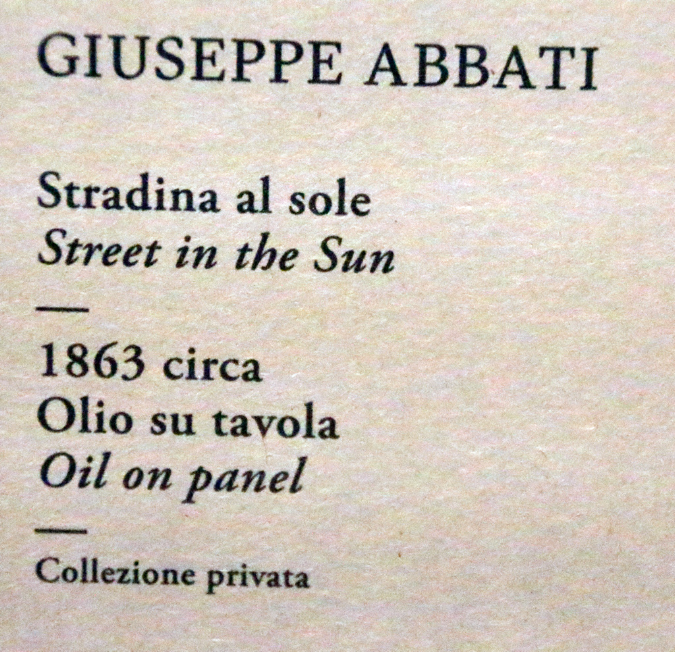 GIUSEPPE ABBATI
Stradina al sole
Street in the Sun
1863 circa
Olio su tavola
Oil on panel
Collezione privata